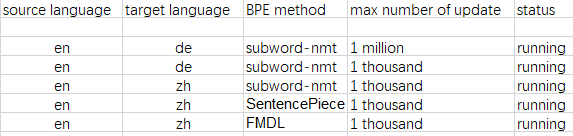 source language target language BPE method max number of update status
en de subword-nmt 1 million running
en de subword-nmt 1 thousand running
en zh subword-nmt 1 thousand running
en zh SentencePiece 1 thousand running
en zh FMDL 1 thousand running